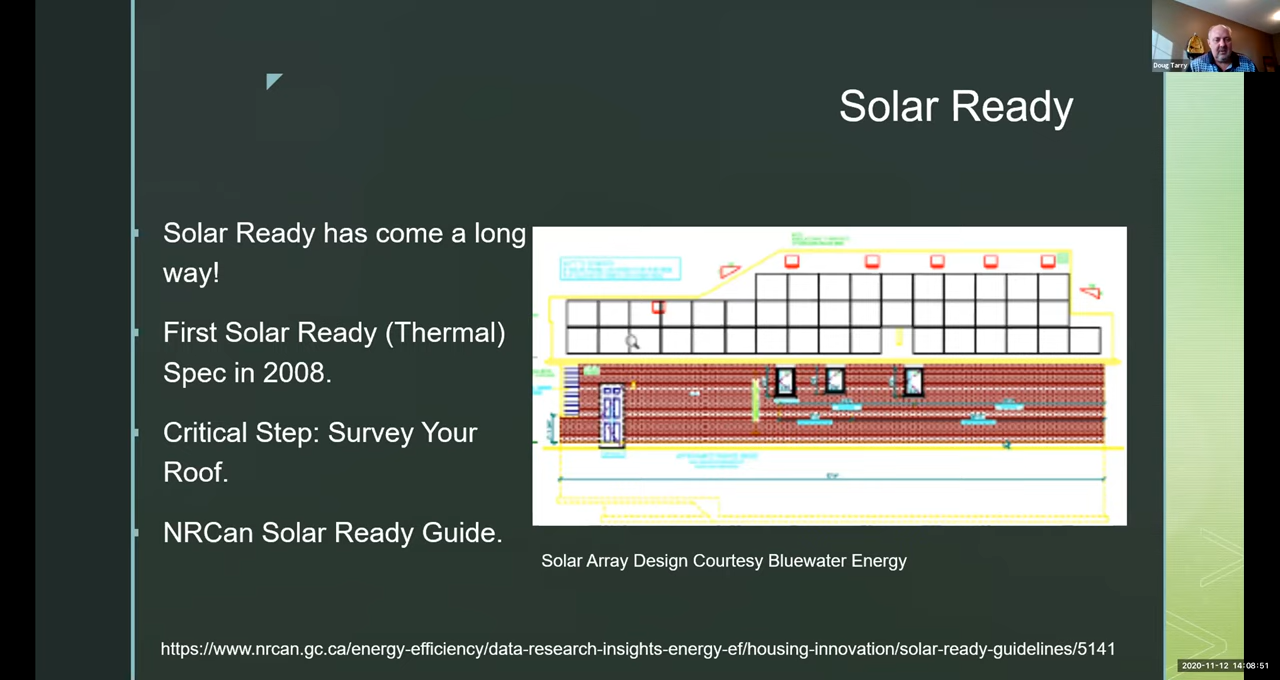 Doug Tarry
Solar Ready
Solar Ready has come a long
way!
First Solar Ready (Thermal)
Spec in 2008.
Critical Step: Survey Your
Roof.
NRCan Solar Ready Guide.
Solar Array Design Courtesy Bluewater Energy
https://www.nrcan.gc.ca/energy-efficiency/data-research-insights-energy-ef/housing-innovation/solar-ready-guidelines/5141
2020-11-12 14:08:51